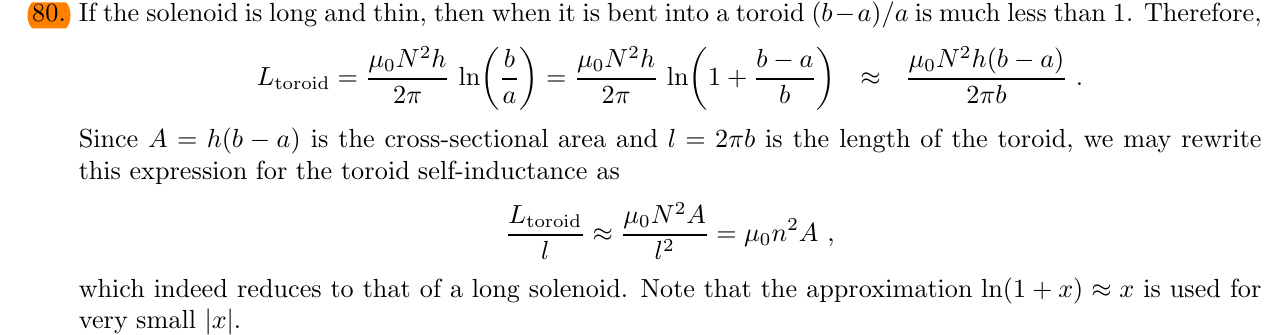 80. If the solenoid is long and thin, then when it is bent into a toroid (b−a)/a is much less than 1. Therefore,
L_toroid = μ₀N²h/2π ln(b/a) = μ₀N²h/2π ln(1 + (b − a)/b) ≈ μ₀N²h(b − a)/2πb .
Since A = h(b − a) is the cross-sectional area and l = 2πb is the length of the toroid, we may rewrite
this expression for the toroid self-inductance as
L_toroid/l ≈ μ₀N²A/l² = μ₀n²A ,
which indeed reduces to that of a long solenoid. Note that the approximation ln(1 + x) ≈ x is used for
very small |x|.